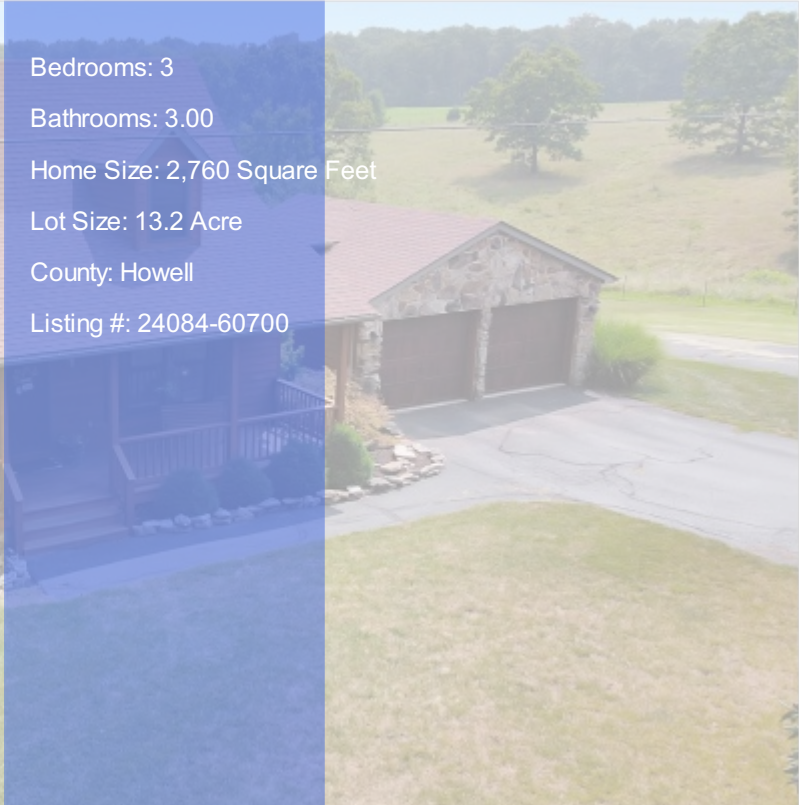 Bedrooms: 3
Bathrooms: 3.00
Home Size: 2,760 Square Feet
Lot Size: 13.2 Acre
County: Howell
Listing #: 24084-60700